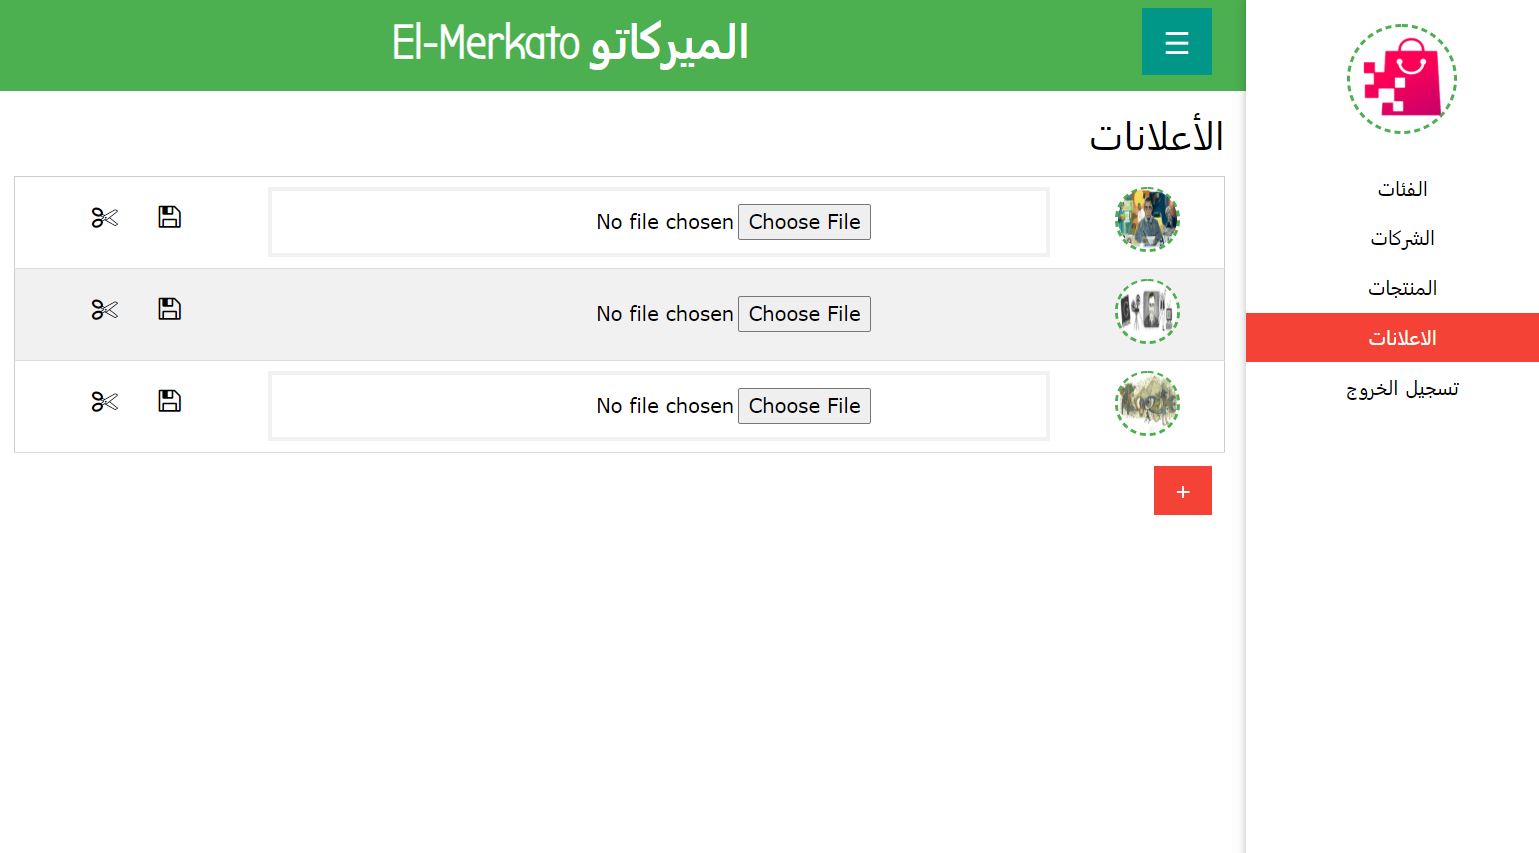 الميركاتو El-Merkato
☰
الأعلانات
Choose File No file chosen
Choose File No file chosen
Choose File No file chosen
+
الفئات
الشركات
المنتجات
الاعلانات
تسجيل الخروج